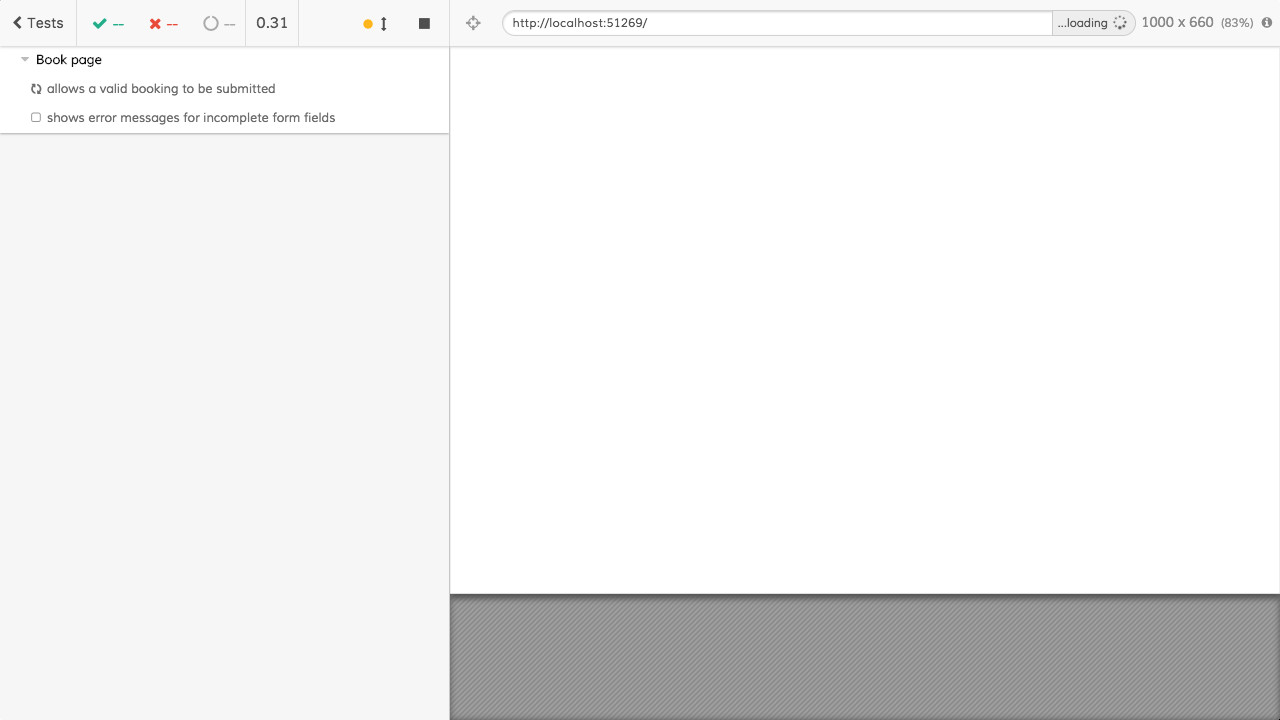 Tests -- -- -- 0.31 http://localhost:51269/ ...loading 1000 x 660 (83%)
Book page
allows a valid booking to be submitted
shows error messages for incomplete form fields